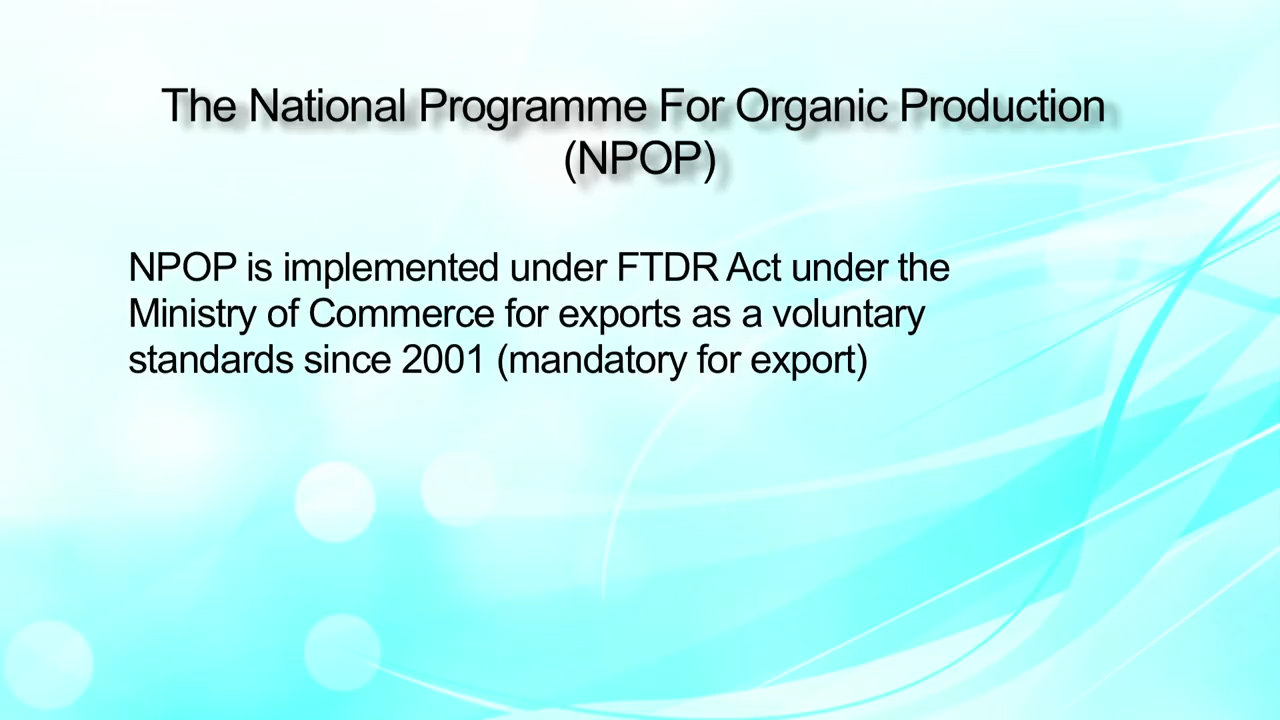 The National Programme For Organic Production
(NPOP)
NPOP is implemented under FTDR Act under the
Ministry of Commerce for exports as a voluntary
standards since 2001 (mandatory for export)